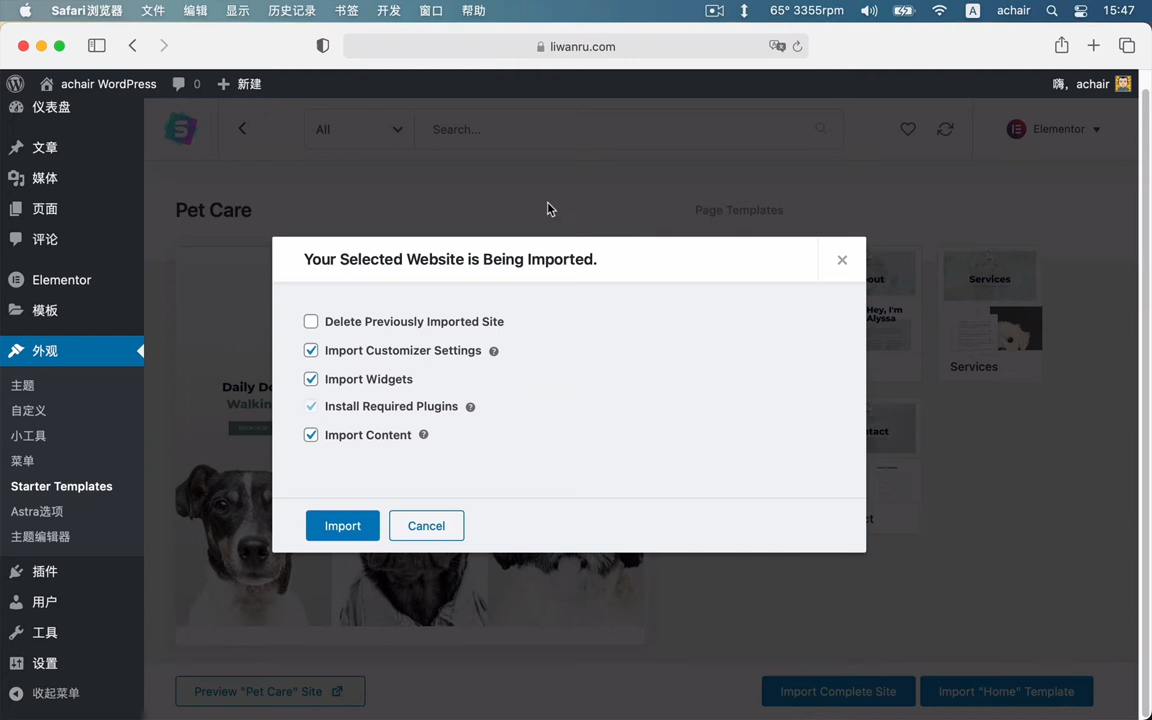 Safari浏览器 文件 编辑 显示 历史记录 书签 开发 窗口 帮助 65° 3355rpm A achair 15:47
liwanru.com
achair WordPress 0 新建 嗨，achair
仪表盘
文章
媒体
页面
评论
Elementor
模板
外观
主题
自定义
小工具
菜单
Starter Templates
Astra选项
主题编辑器
插件
用户
工具
设置
收起菜单
All Search... Elementor
Pet Care Page Templates
Your Selected Website is Being Imported.
Delete Previously Imported Site
Import Customizer Settings
Import Widgets
Install Required Plugins
Import Content
Import Cancel
Services
Hey, I'm
Alyssa
Services
Preview "Pet Care" Site Import Complete Site Import "Home" Template